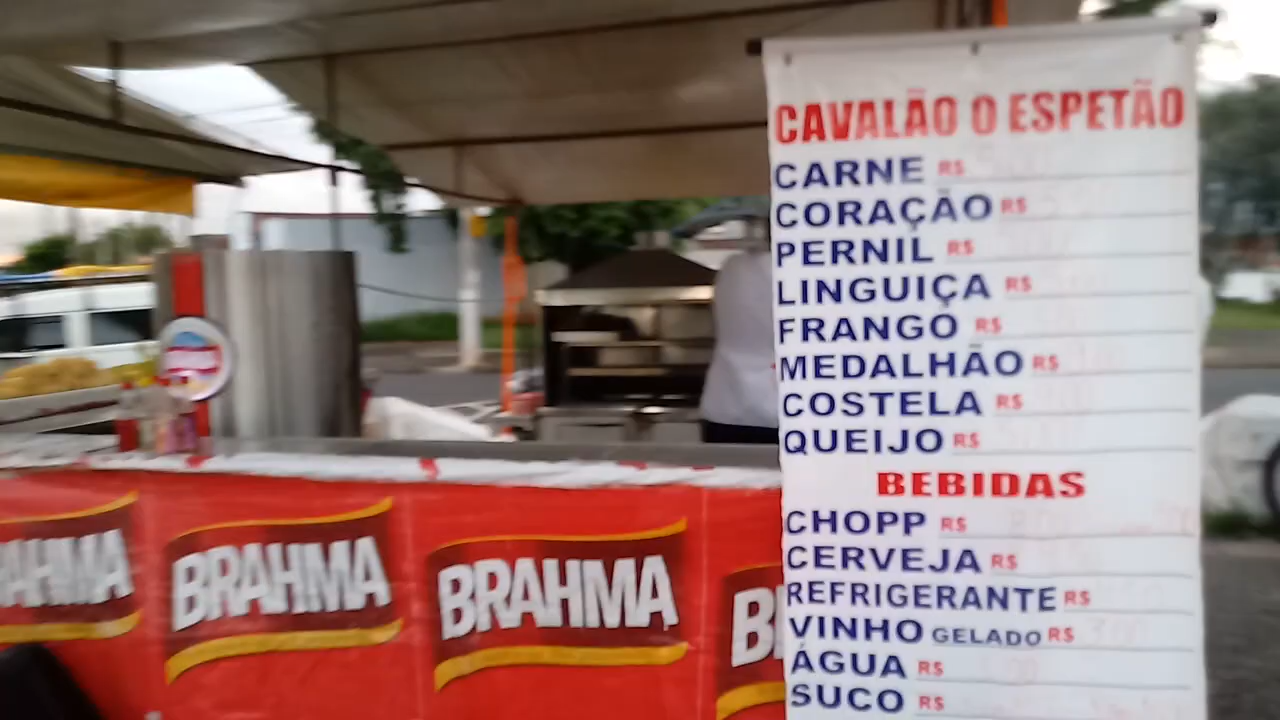 CAVALÃO O ESPETÃO
CARNE R$
CORAÇÃO R$
PERNIL R$
LINGUIÇA R$
FRANGO R$
MEDALHÃO R$
COSTELA R$
QUEIJO R$
BEBIDAS
CHOPP R$
CERVEJA R$
REFRIGERANTE R$
VINHO GELADO R$
ÁGUA R$
SUCO R$
BRAHMA
BRAHMA
BRAHMA